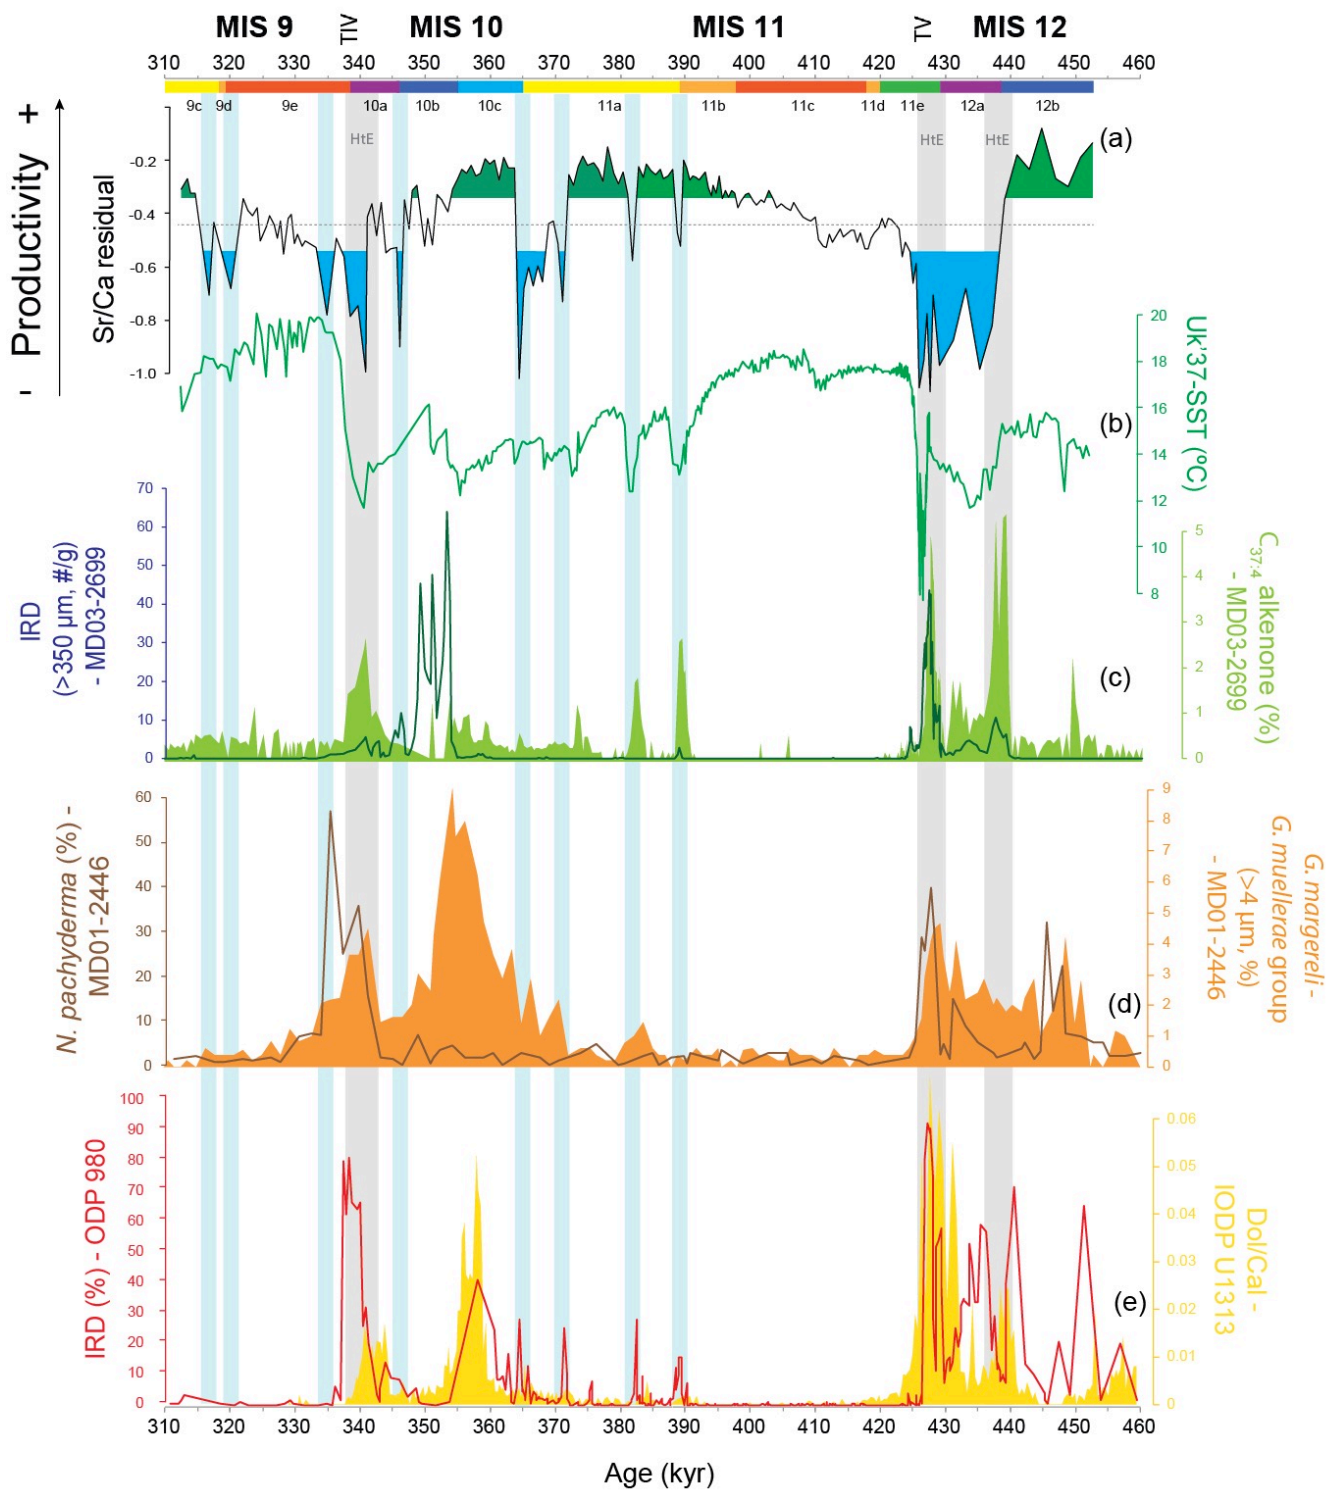 MIS 9 TIV MIS 10 MIS 11 TV MIS 12
310 320 330 340 350 360 370 380 390 400 410 420 430 440 450 460
9c 9d 9e 10a 10b 10c 11a 11b 11c 11d 11e 12a 12b
- Productivity +
Sr/Ca residual
-0.2
-0.4
-0.6
-0.8
-1.0
HtE HtE HtE
(a)
20
18
16
14
12
10
8
Uk'37-SST (ºC)
(b)
70
60
50
40
30
20
10
0
IRD
(>350 µm, #/g)
- MD03-2699
5
4
3
2
1
0
C37:4 alkenone (%)
- MD03-2699
(c)
60
50
40
30
20
10
0
N. pachyderma (%) -
MD01-2446
9
8
7
6
5
4
3
2
1
0
G. margereli -
G. muellerae group
(>4 µm, %)
- MD01-2446
(d)
100
90
80
70
60
50
40
30
20
10
0
IRD (%) - ODP 980
0.06
0.05
0.04
0.03
0.02
0.01
0
Dol/Cal -
IODP U1313
(e)
310 320 330 340 350 360 370 380 390 400 410 420 430 440 450 460
Age (kyr)